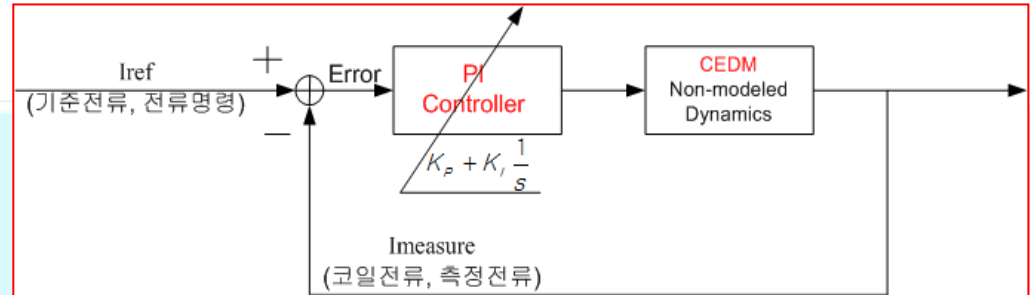 Iref
(기준전류, 전류명령)
+
−
Error
PI
Controller
K_P + K_I 1/s
CEDM
Non-modeled
Dynamics
Imeasure
(코일전류, 측정전류)